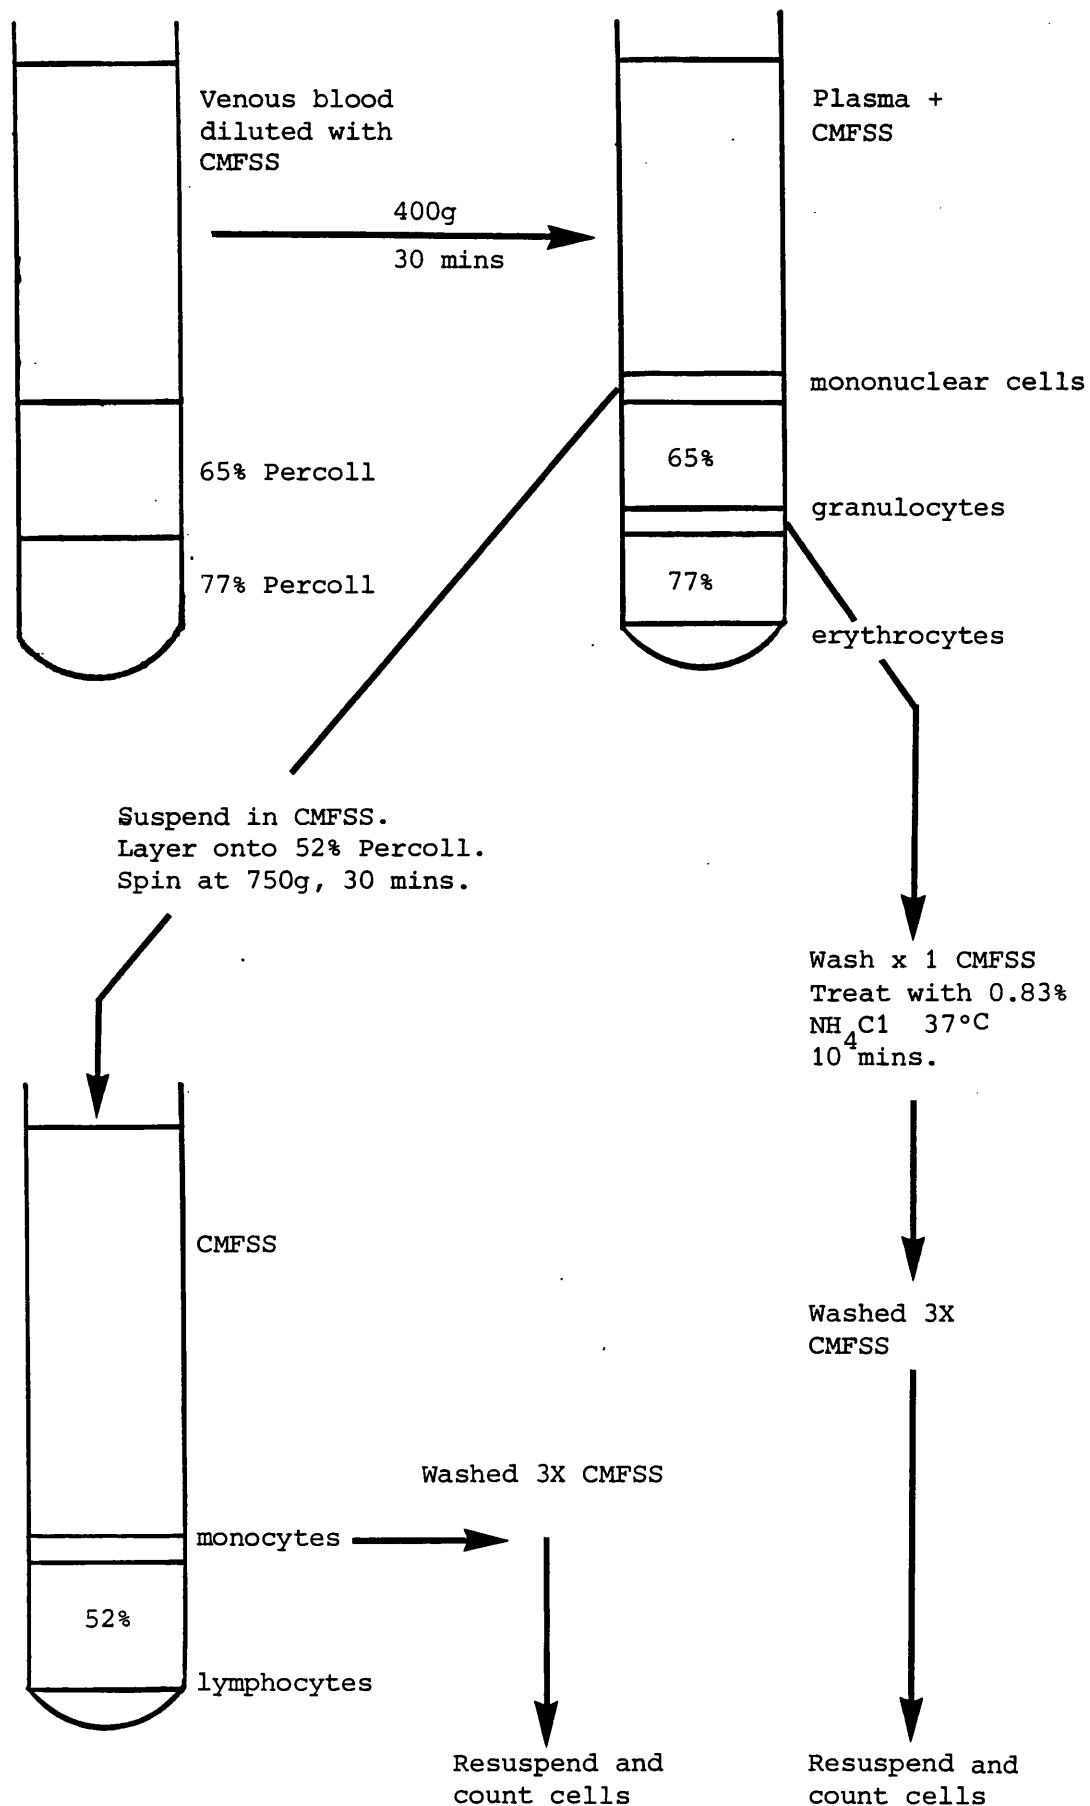 Venous blood
diluted with
CMFSS
400g
30 mins
65% Percoll
77% Percoll
Plasma +
CMFSS
mononuclear cells
65%
granulocytes
77%
erythrocytes
Suspend in CMFSS.
Layer onto 52% Percoll.
Spin at 750g, 30 mins.
Wash x 1 CMFSS
Treat with 0.83%
NH4Cl 37°C
10 mins.
Washed 3X
CMFSS
CMFSS
Washed 3X CMFSS
monocytes
52%
lymphocytes
Resuspend and
count cells
Resuspend and
count cells